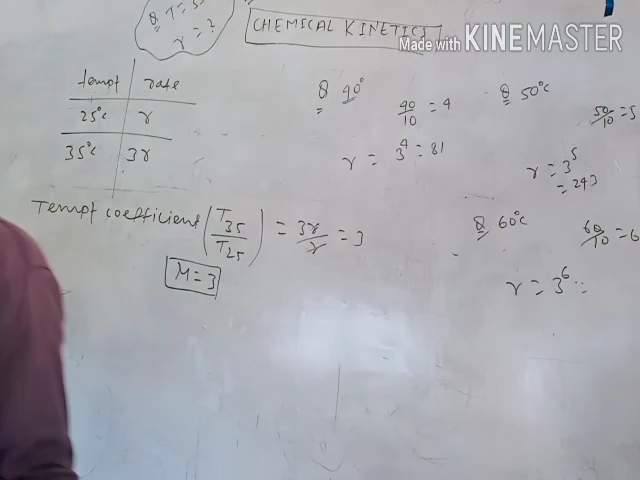 Q T = 5
r = ?
CHEMICAL KINETICS
Made with KINEMASTER
tempt rate
25°c r
35°c 3r
Q 40°
40/10 = 4
r = 3^4 = 81
Q 50°c
50/10 = 5
r = 3^5
= 243
Tempt coefficient (T35/T25) = 3r/r = 3
M = 3
Q 60°c
60/10 = 6
r = 3^6 =